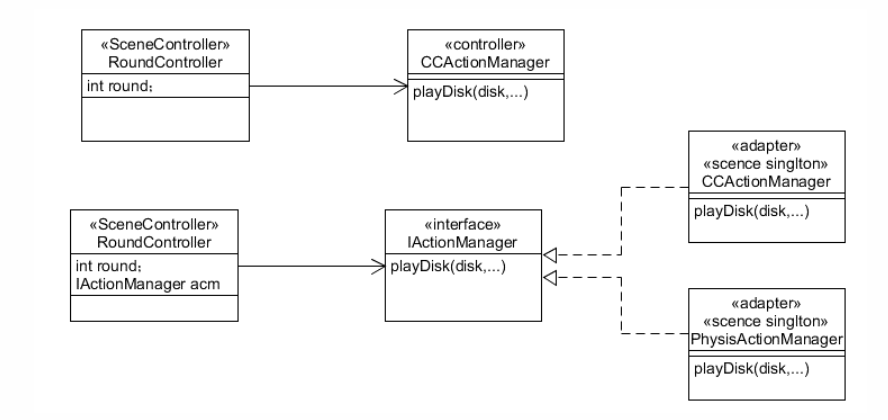 «SceneController»
RoundController
int round;
«controller»
CCActionManager
playDisk(disk,...)
«SceneController»
RoundController
int round;
IActionManager acm
«interface»
IActionManager
playDisk(disk,...)
«adapter»
«scence singlton»
CCActionManager
playDisk(disk,...)
«adapter»
«scence singlton»
PhysisActionManager
playDisk(disk,...)